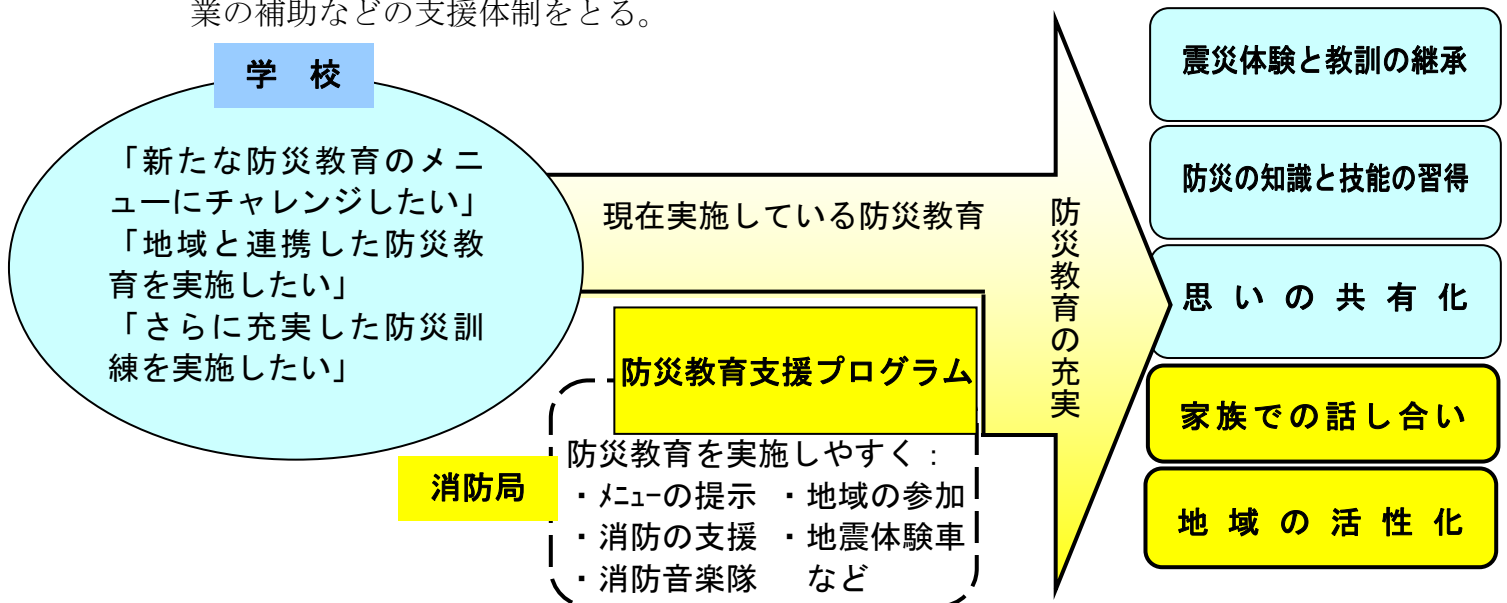 業の補助などの支援体制をとる。
学　校
「新たな防災教育のメニ
ューにチャレンジしたい」
「地域と連携した防災教
育を実施したい」
「さらに充実した防災訓
練を実施したい」
現在実施している防災教育
防災教育支援プログラム
消防局
防災教育を実施しやすく：
・ﾒﾆｭｰの提示　・地域の参加
・消防の支援　・地震体験車
・消防音楽隊　　など
防災教育の充実
震災体験と教訓の継承
防災の知識と技能の習得
思いの共有化
家族での話し合い
地域の活性化